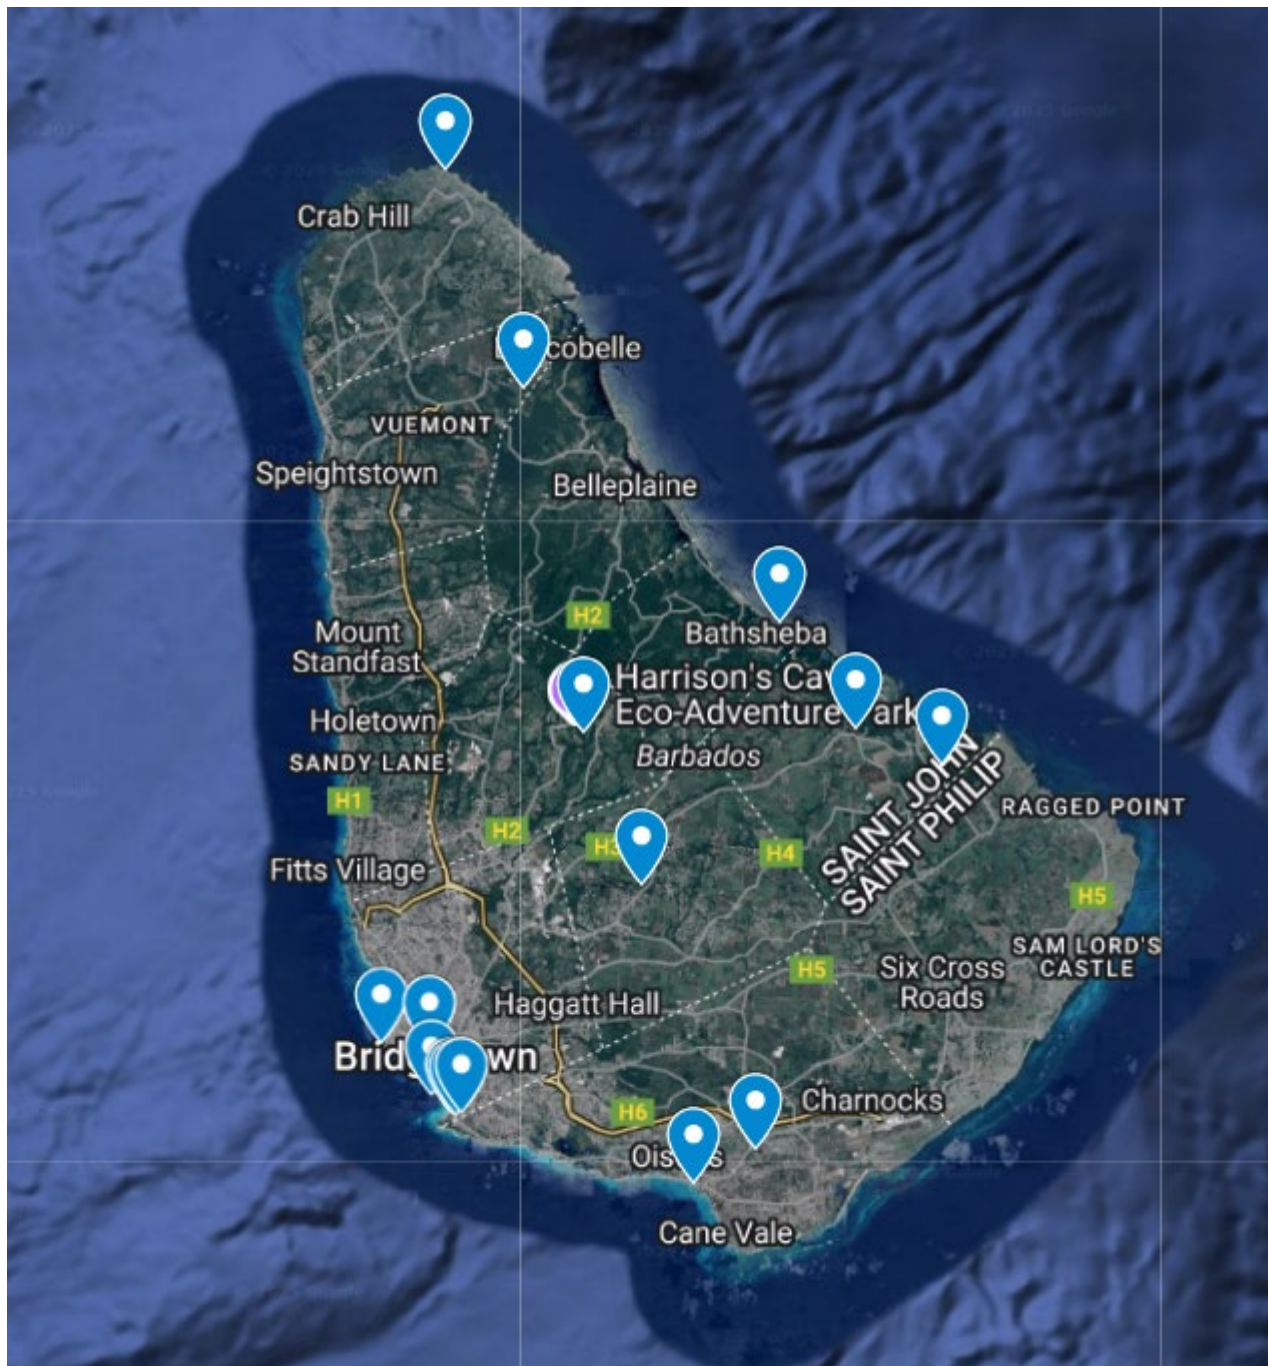 Crab Hill
cobelle
VUEMONT
Speightstown
Belleplaine
H2
Mount
Standfast
Bathsheba
Harrison's Cav
Eco-Adventure ark
Holetown
Barbados
SANDY LANE
SAINT JOHN
SAINT PHILIP
H1
RAGGED POINT
H2
H3
H4
Fitts Village
H5
SAM LORD'S
CASTLE
H5
Six Cross
Roads
Haggatt Hall
Brid wn
Charnocks
H6
Ois s
Cane Vale